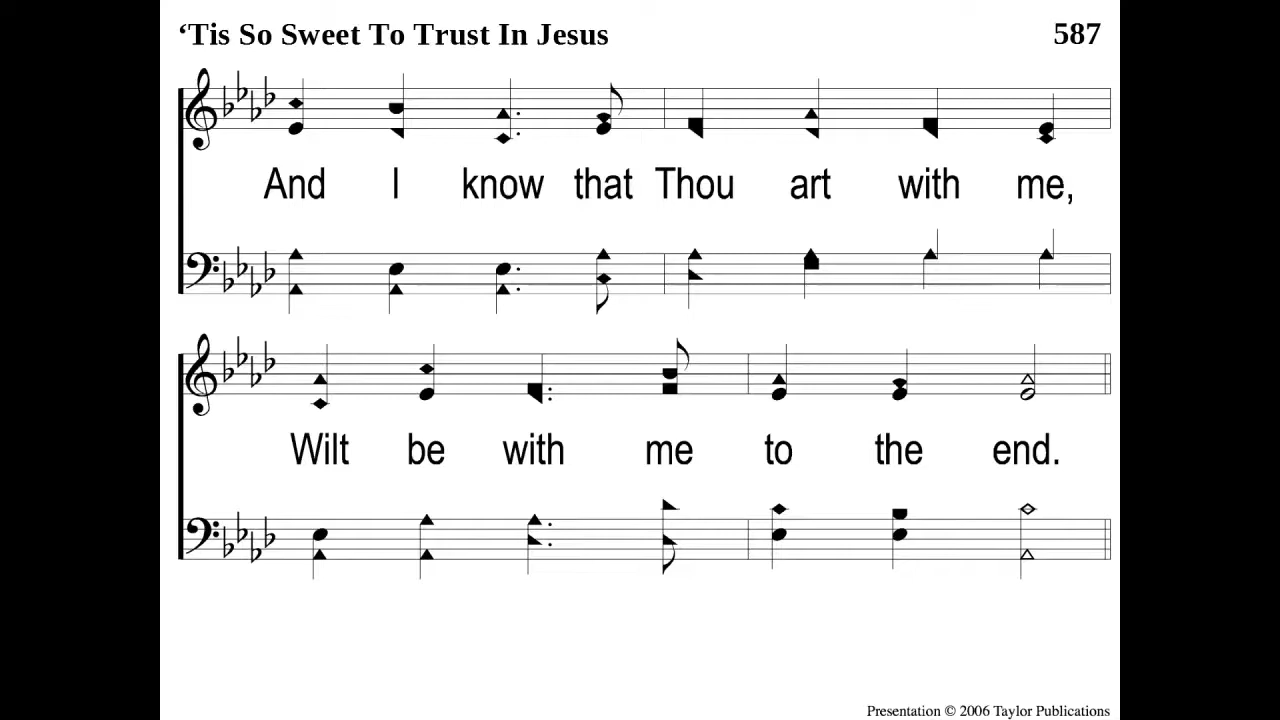 ‘Tis So Sweet To Trust In Jesus 587
And I know that Thou art with me,
Wilt be with me to the end.
Presentation © 2006 Taylor Publications